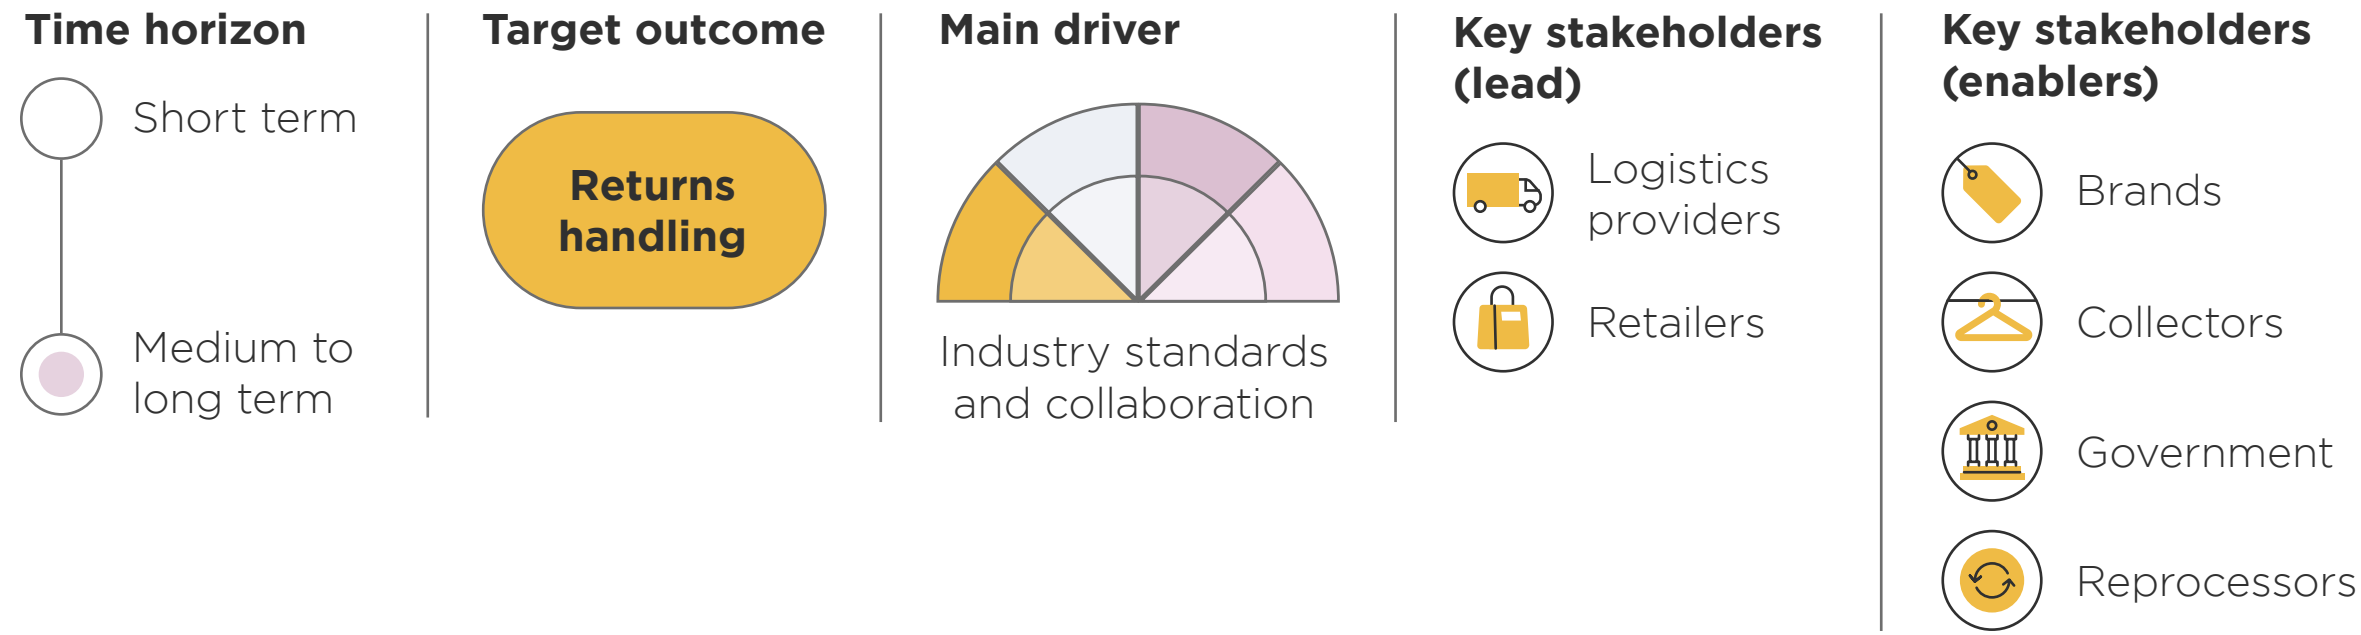 Time horizon
Short term
Medium to
long term
Target outcome
Returns
handling
Main driver
Industry standards
and collaboration
Key stakeholders
(lead)
Logistics
providers
Retailers
Key stakeholders
(enablers)
Brands
Collectors
Government
Reprocessors